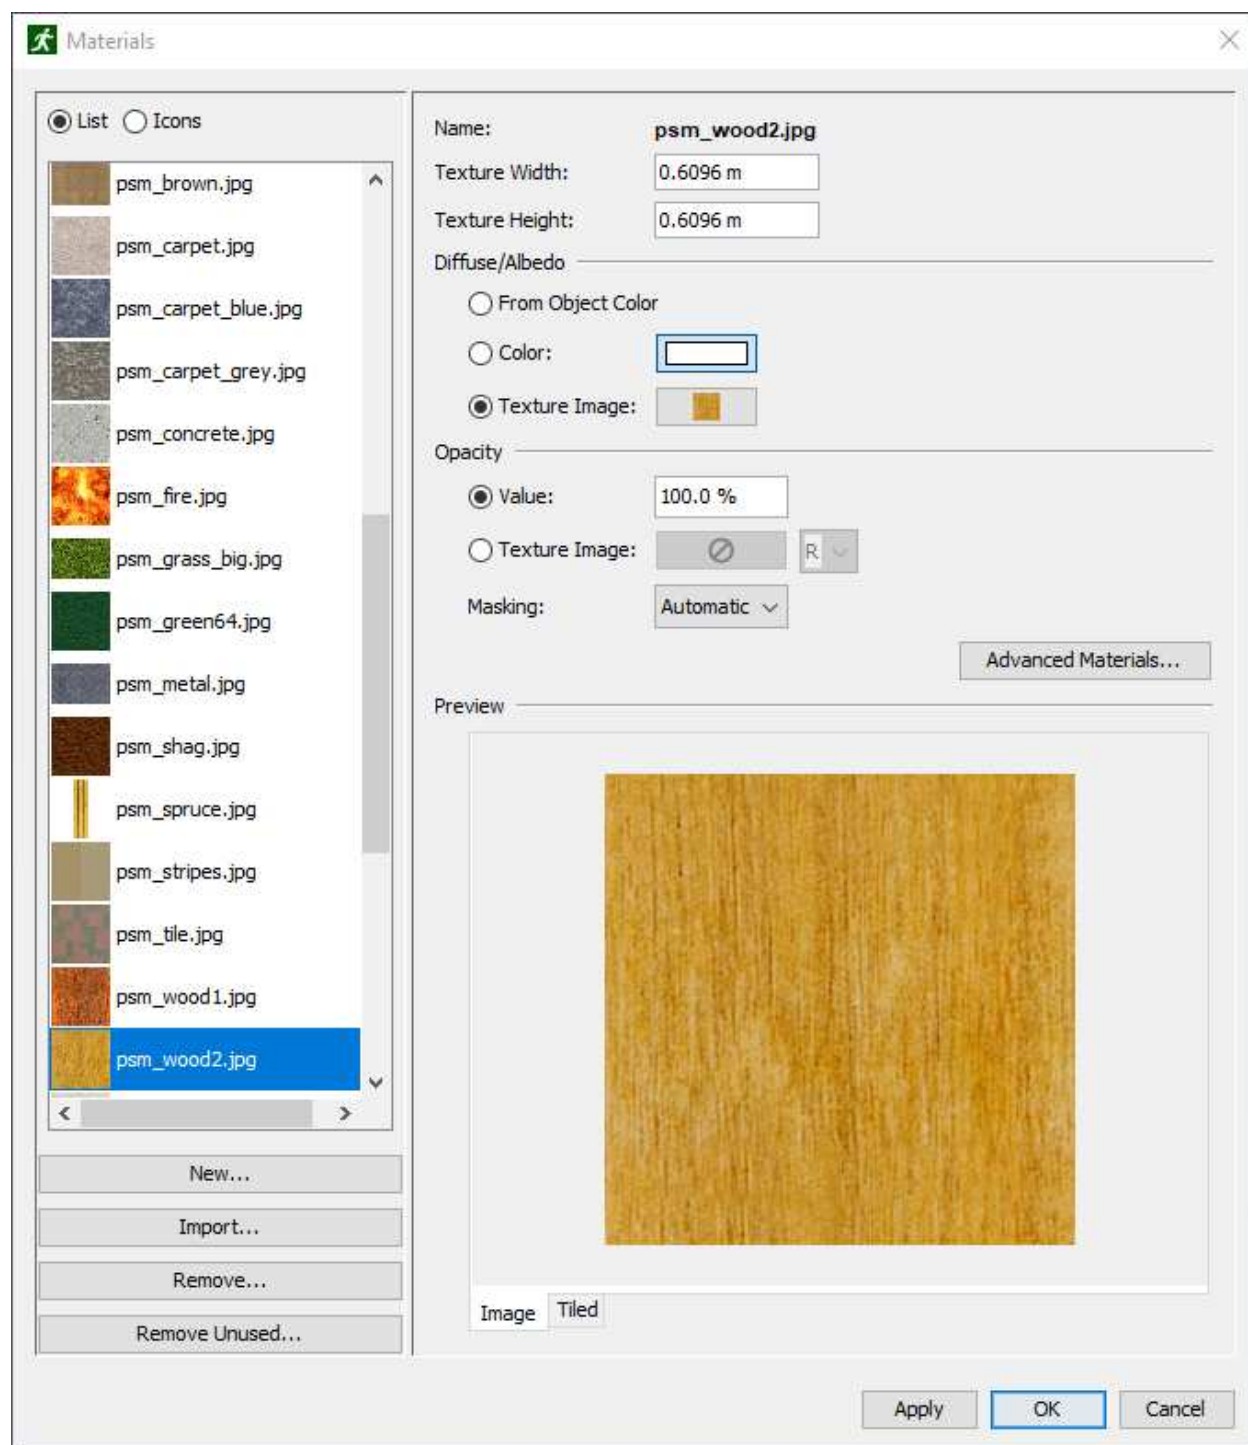 Materials
List Icons
psm_brown.jpg
psm_carpet.jpg
psm_carpet_blue.jpg
psm_carpet_grey.jpg
psm_concrete.jpg
psm_fire.jpg
psm_grass_big.jpg
psm_green64.jpg
psm_metal.jpg
psm_shag.jpg
psm_spruce.jpg
psm_stripes.jpg
psm_tile.jpg
psm_wood1.jpg
psm_wood2.jpg
New...
Import...
Remove...
Remove Unused...
Name: psm_wood2.jpg
Texture Width: 0.6096 m
Texture Height: 0.6096 m
Diffuse/Albedo
From Object Color
Color:
Texture Image:
Opacity
Value: 100.0 %
Texture Image: R
Masking: Automatic
Advanced Materials...
Preview
Image Tiled
Apply OK Cancel